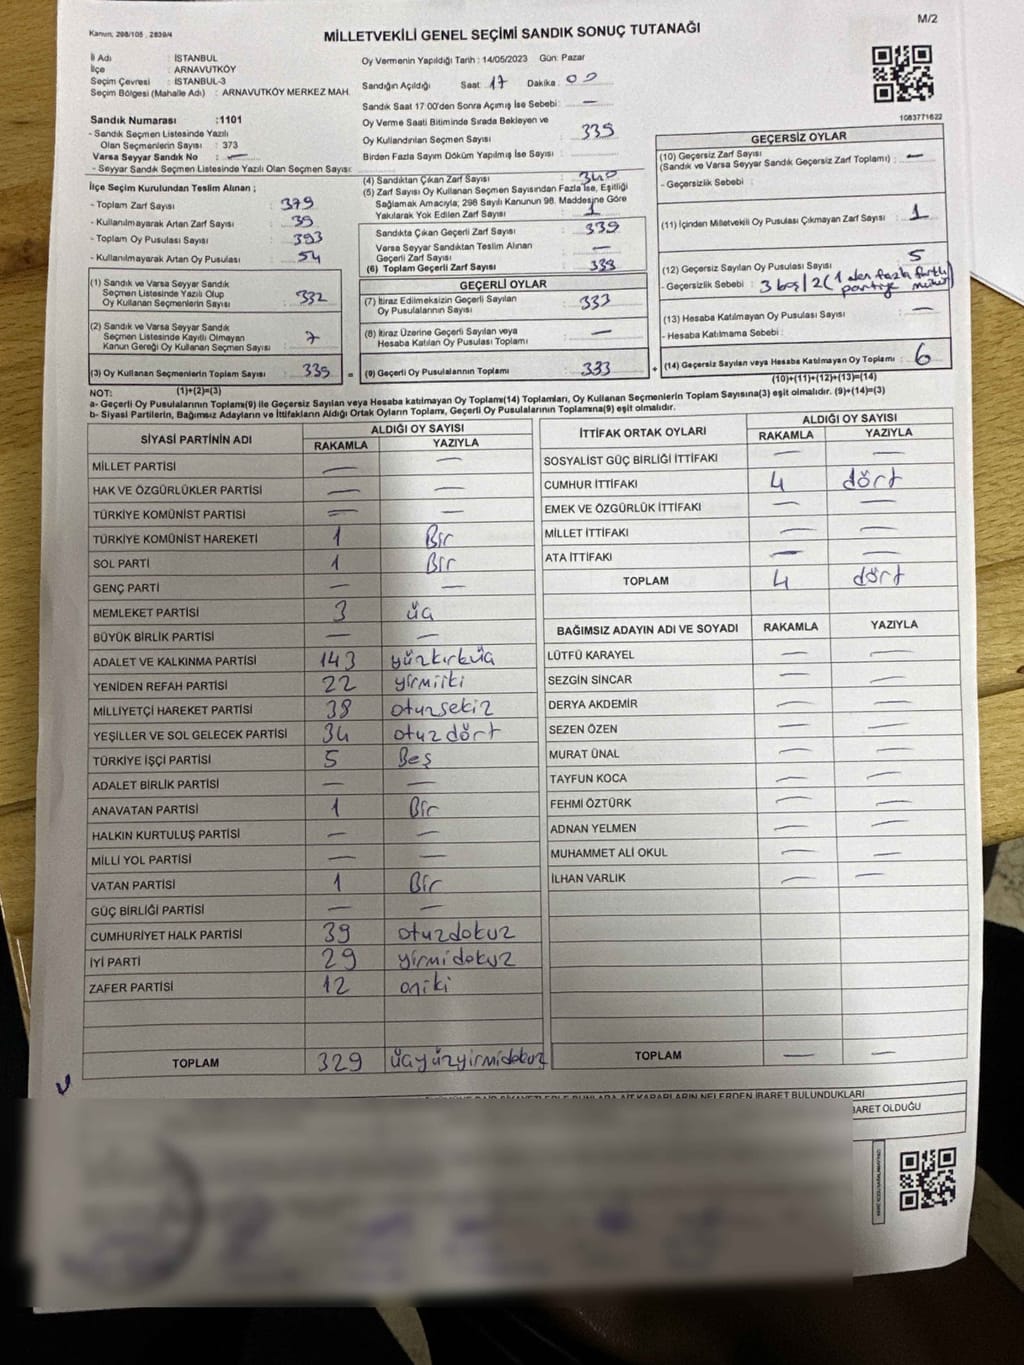 M/2
Kanun, 298/105 , 2839/4
MİLLETVEKİLİ GENEL SEÇİMİ SANDIK SONUÇ TUTANAĞI
1083771622
İl Adı : İSTANBUL
İlçe : ARNAVUTKÖY
Seçim Çevresi : İSTANBUL-3
Seçim Bölgesi (Mahalle Adı) : ARNAVUTKÖY MERKEZ MAH.
Sandık Numarası :1101
- Sandık Seçmen Listesinde Yazılı
Olan Seçmenlerin Sayısı : 373
Varsa Seyyar Sandık No : —
- Seyyar Sandık Seçmen Listesinde Yazılı Olan Seçmen Sayısı:
Oy Vermenin Yapıldığı Tarih : 14/05/2023 Gün: Pazar
Sandığın Açıldığı Saat: 17 Dakika : 00
Sandık Saat 17:00'den Sonra Açımış İse Sebebi: —
Oy Verme Saati Bitiminde Sırada Bekleyen ve
Oy Kullandırılan Seçmen Sayısı : 339
Birden Fazla Sayım Döküm Yapılmış İse Sayısı :
İlçe Seçim Kurulundan Teslim Alınan ;
- Toplam Zarf Sayısı : 379
- Kullanılmayarak Artan Zarf Sayısı : 39
- Toplam Oy Pusulası Sayısı : 393
- Kullanılmayarak Artan Oy Pusulası : 54
(1) Sandık ve Varsa Seyyar Sandık
Seçmen Listesinde Yazılı Olup
Oy Kullanan Seçmenlerin Sayısı : 332
(2) Sandık ve Varsa Seyyar Sandık
Seçmen Listesinde Kayıtlı Olmayan
Kanun Gereği Oy Kullanan Seçmen Sayısı : 7
(3) Oy Kullanan Seçmenlerin Toplam Sayısı : 339 =
(1)+(2)=(3)
(4) Sandıktan Çıkan Zarf Sayısı : 340
(5) Zarf Sayısı Oy Kullanan Seçmen Sayısından Fazla İse, Eşitliği
Sağlamak Amacıyla; 298 Sayılı Kanunun 98. Maddesine Göre
Yakılarak Yok Edilen Zarf Sayısı : 1
Sandıkta Çıkan Geçerli Zarf Sayısı : 339
Varsa Seyyar Sandıktan Teslim Alınan
Geçerli Zarf Sayısı : —
(6) Toplam Geçerli Zarf Sayısı : 339
GEÇERLİ OYLAR
(7) İtiraz Edilmeksizin Geçerli Sayılan
Oy Pusulalarının Sayısı : 333
(8) İtiraz Üzerine Geçerli Sayılan veya
Hesaba Katılan Oy Pusulası Toplamı : —
(9) Geçerli Oy Pusulalarının Toplamı : 333 +
GEÇERSİZ OYLAR
(10) Geçersiz Zarf Sayısı
(Sandık ve Varsa Seyyar Sandık Geçersiz Zarf Toplamı) : —
- Geçersizlik Sebebi :
(11) İçinden Milletvekili Oy Pusulası Çıkmayan Zarf Sayısı : 1
(12) Geçersiz Sayılan Oy Pusulası Sayısı : 5
- Geçersizlik Sebebi : 3 boş/2(1 den fazla
partiye mühür)
(13) Hesaba Katılmayan Oy Pusulası Sayısı : —
- Hesaba Katılmama Sebebi :
(14) Geçersiz Sayılan veya Hesaba Katılmayan Oy Toplamı : 6
(10)+(11)+(12)+(13)=(14)
NOT:
a- Geçerli Oy Pusulalarının Toplamı(9) ile Geçersiz Sayılan veya Hesaba katılmayan Oy Toplamı(14) Toplamları, Oy Kullanan Seçmenlerin Toplam Sayısına(3) eşit olmalıdır. (9)+(14)=(3)
b- Siyasi Partilerin, Bağımsız Adayların ve İttifakların Aldığı Ortak Oyların Toplamı, Geçerli Oy Pusulalarının Toplamına(9) eşit olmalıdır.
SİYASİ PARTİNİN ADI ALDIĞI OY SAYISI
RAKAMLA YAZIYLA
MİLLET PARTİSİ — —
HAK VE ÖZGÜRLÜKLER PARTİSİ — —
TÜRKİYE KOMÜNİST PARTİSİ — —
TÜRKİYE KOMÜNİST HAREKETİ 1 Bir
SOL PARTİ 1 Bir
GENÇ PARTİ — —
MEMLEKET PARTİSİ 3 üç
BÜYÜK BİRLİK PARTİSİ — —
ADALET VE KALKINMA PARTİSİ 143 yüzkırküç
YENİDEN REFAH PARTİSİ 22 yirmiiki
MİLLİYETÇİ HAREKET PARTİSİ 38 otuzsekiz
YEŞİLLER VE SOL GELECEK PARTİSİ 34 otuzdört
TÜRKİYE İŞÇİ PARTİSİ 5 Beş
ADALET BİRLİK PARTİSİ — —
ANAVATAN PARTİSİ 1 Bir
HALKIN KURTULUŞ PARTİSİ — —
MİLLİ YOL PARTİSİ — —
VATAN PARTİSİ 1 Bir
GÜÇ BİRLİĞİ PARTİSİ — —
CUMHURİYET HALK PARTİSİ 39 otuzdokuz
İYİ PARTİ 29 yirmidokuz
ZAFER PARTİSİ 12 oniki
TOPLAM 329 üçyüzyirmidokuz
İTTİFAK ORTAK OYLARI ALDIĞI OY SAYISI
RAKAMLA YAZIYLA
SOSYALİST GÜÇ BİRLİĞİ İTTİFAKI — —
CUMHUR İTTİFAKI 4 dört
EMEK VE ÖZGÜRLÜK İTTİFAKI — —
MİLLET İTTİFAKI — —
ATA İTTİFAKI — —
TOPLAM 4 dört
BAĞIMSIZ ADAYIN ADI VE SOYADI RAKAMLA YAZIYLA
LÜTFÜ KARAYEL — —
SEZGİN SİNCAR — —
DERYA AKDEMİR — —
SEZEN ÖZEN — —
MURAT ÜNAL — —
TAYFUN KOCA — —
FEHMİ ÖZTÜRK — —
ADNAN YELMEN — —
MUHAMMET ALİ OKUL — —
İLHAN VARLIK — —
TOPLAM — —
NELERDEN İBARET BULUNDUKLARI
BARET OLDUĞU